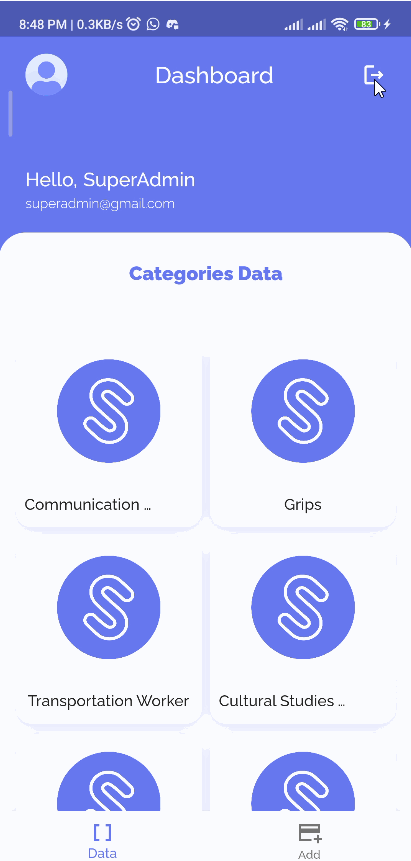 8:48 PM | 0.3KB/s
83
Dashboard
Hello, SuperAdmin
superadmin@gmail.com
Categories Data
Communication ...
Grips
Transportation Worker
Cultural Studies ...
Data
Add